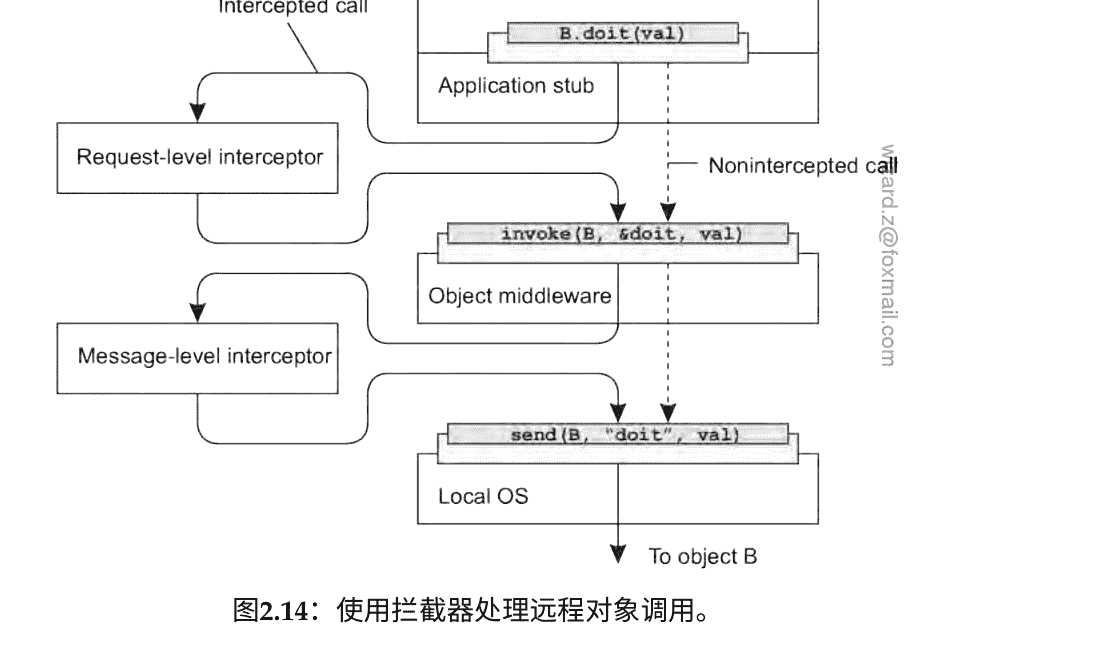 Intercepted call
B.doit(val)
Application stub
Request-level interceptor
Nonintercepted call
invoke(B, &doit, val)
Object middleware
Message-level interceptor
send(B, "doit", val)
Local OS
To object B
图2.14：使用拦截器处理远程对象调用。
ard.z@foxmail.com